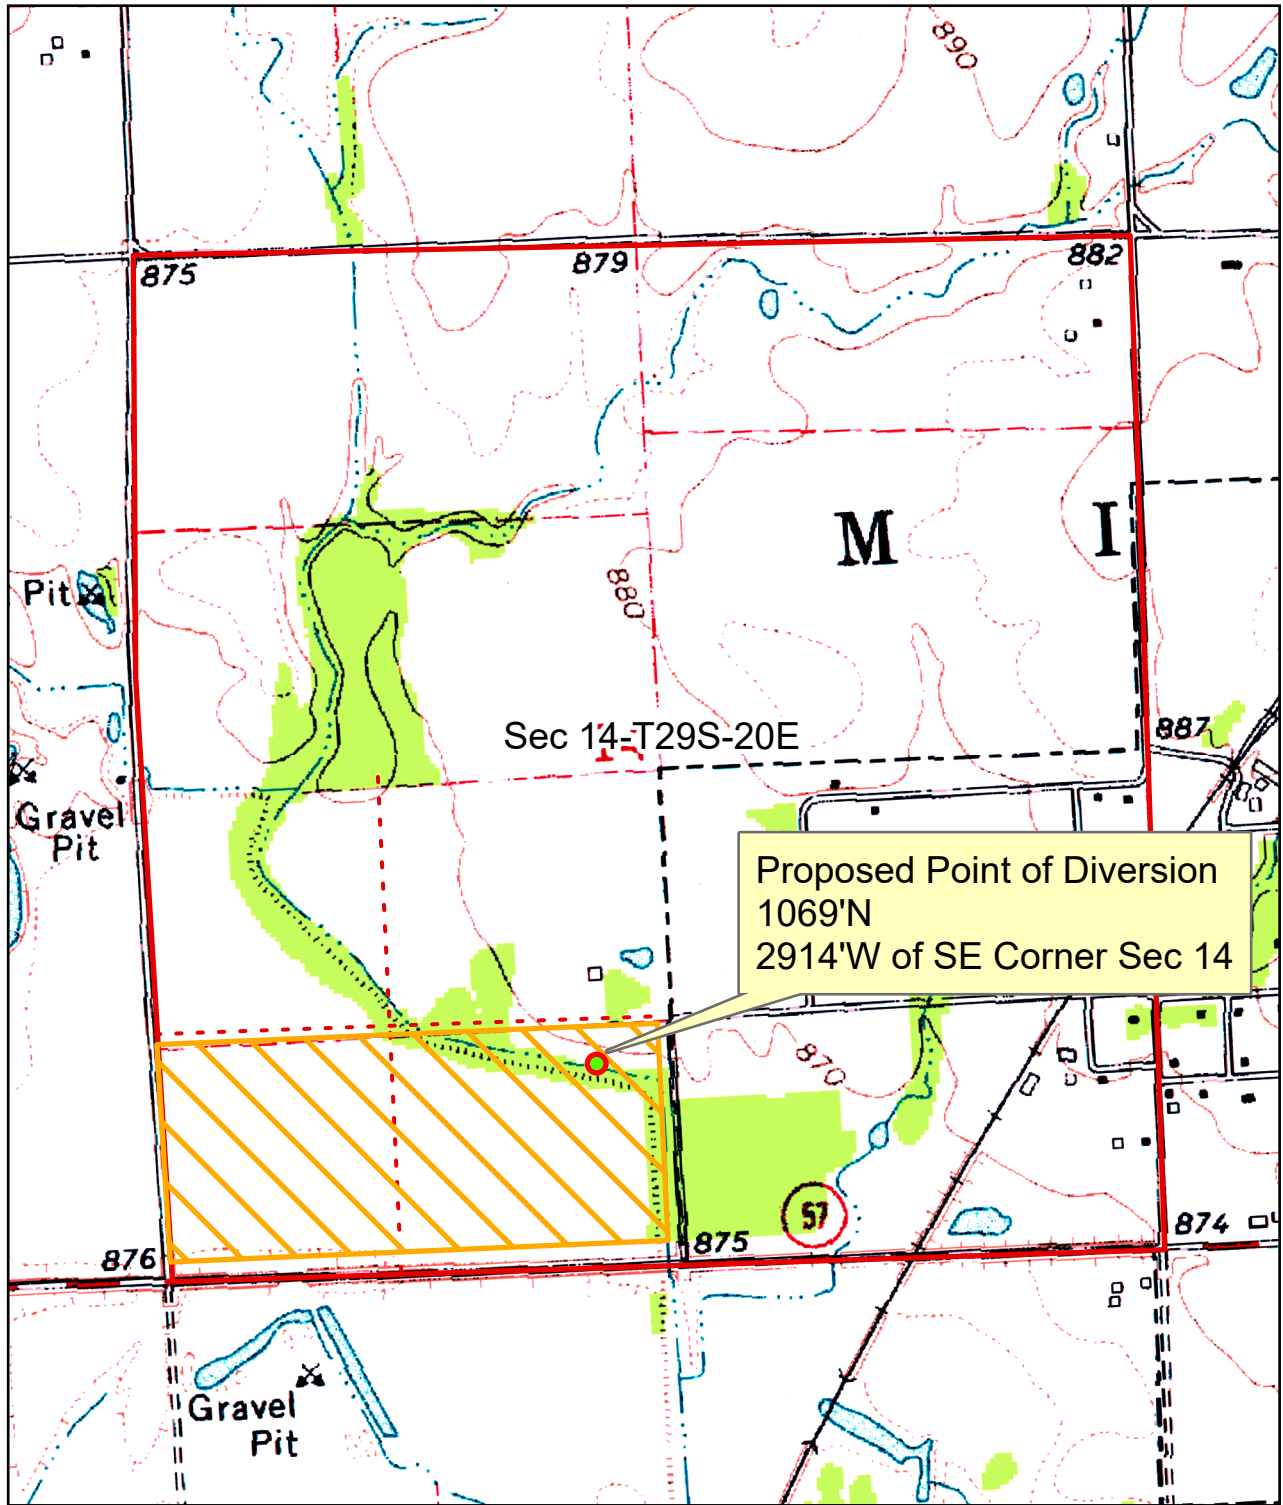 890
875
879
882
M I
Pit
880
Sec 14-T29S-20E
887
Gravel
Pit
Proposed Point of Diversion
1069'N
2914'W of SE Corner Sec 14
870
57
874
875
876
Gravel
Pit